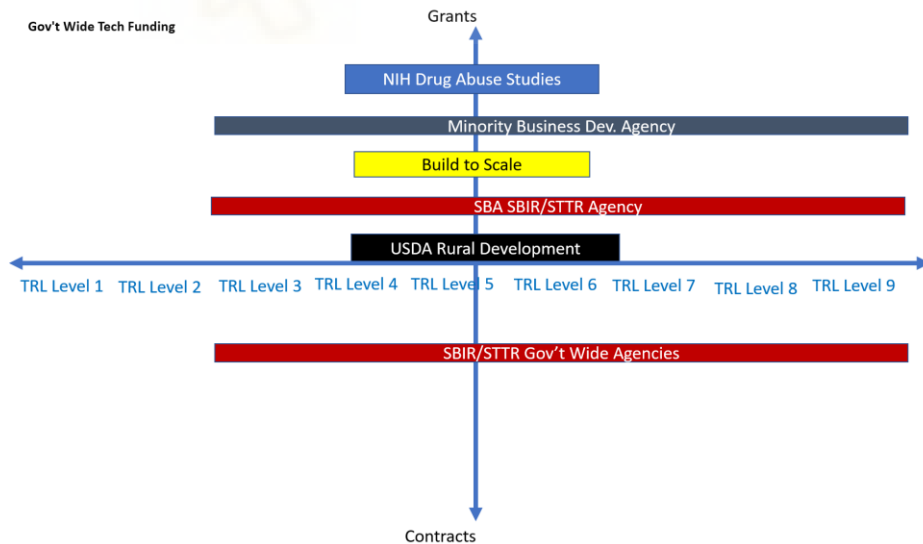 Gov't Wide Tech Funding
Grants
NIH Drug Abuse Studies
Minority Business Dev. Agency
Build to Scale
SBA SBIR/STTR Agency
USDA Rural Development
TRL Level 1 TRL Level 2 TRL Level 3 TRL Level 4 TRL Level 5 TRL Level 6 TRL Level 7 TRL Level 8 TRL Level 9
SBIR/STTR Gov’t Wide Agencies
Contracts